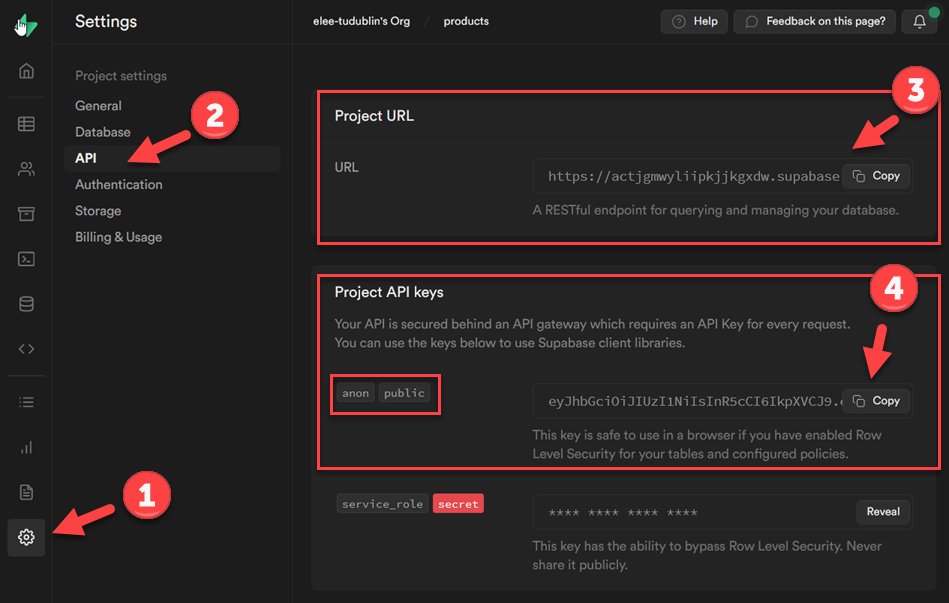 Settings
elee-tudublin's Org / products
Help
Feedback on this page?
Project settings
General
Database
API
Authentication
Storage
Billing & Usage
2
3
Project URL
URL
https://actjgmwyliipkjjkgxdw.supabase
Copy
A RESTful endpoint for querying and managing your database.
4
Project API keys
Your API is secured behind an API gateway which requires an API Key for every request.
You can use the keys below to use Supabase client libraries.
anon public
eyJhbGciOiJIUzI1NiIsInR5cCI6IkpXVCJ9.
Copy
This key is safe to use in a browser if you have enabled Row
Level Security for your tables and configured policies.
1
service_role secret
**** **** **** ****
Reveal
This key has the ability to bypass Row Level Security. Never
share it publicly.